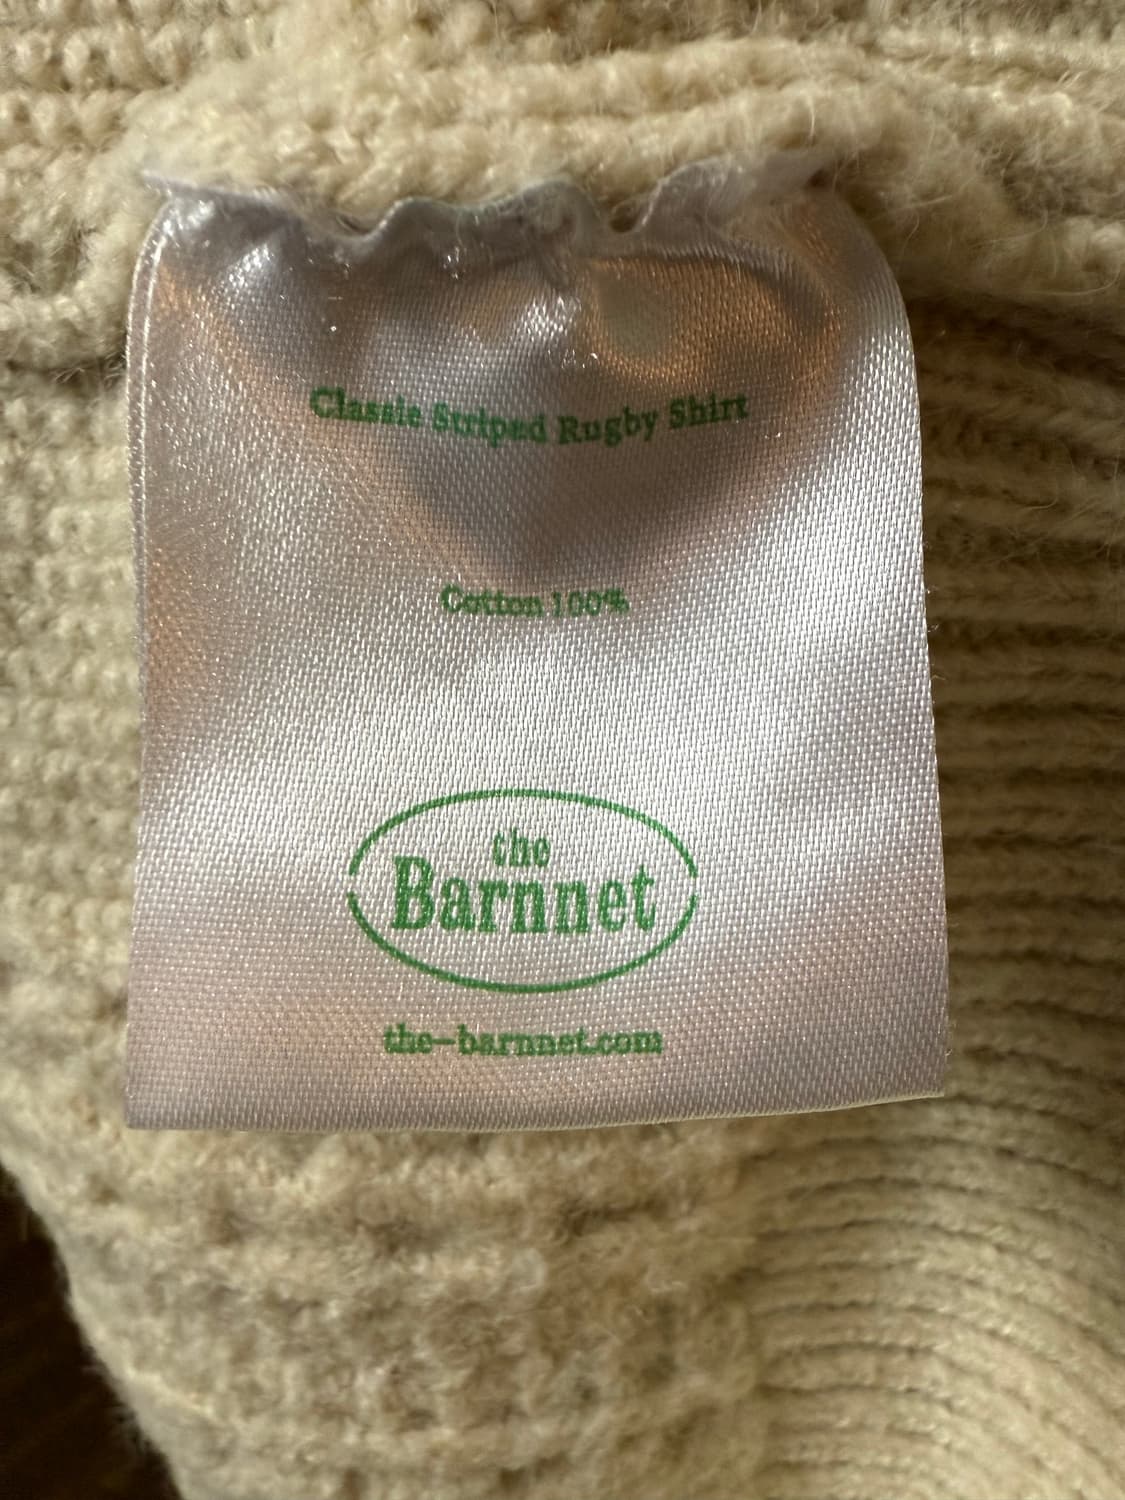 Classic Striped Rugby Shirt
Cotton 100%
the
Barnnet
the-barnnet.com